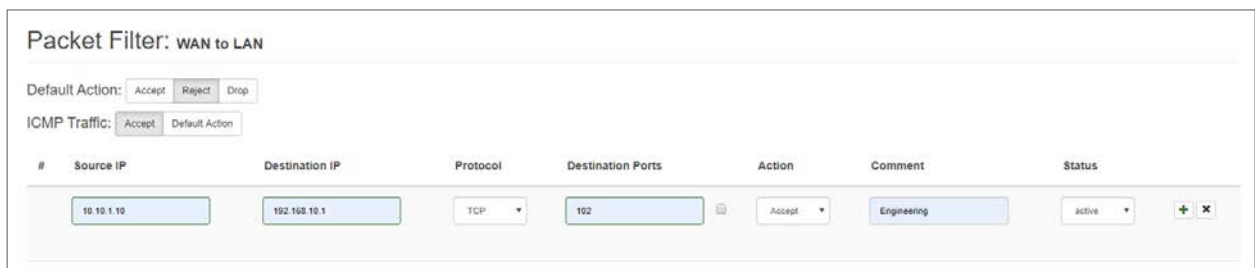 Packet Filter: WAN to LAN
Default Action: Accept Reject Drop
ICMP Traffic: Accept Default Action
# Source IP Destination IP Protocol Destination Ports Action Comment Status
10.10.1.10 192.168.10.1 TCP 102 Accept Engineering active